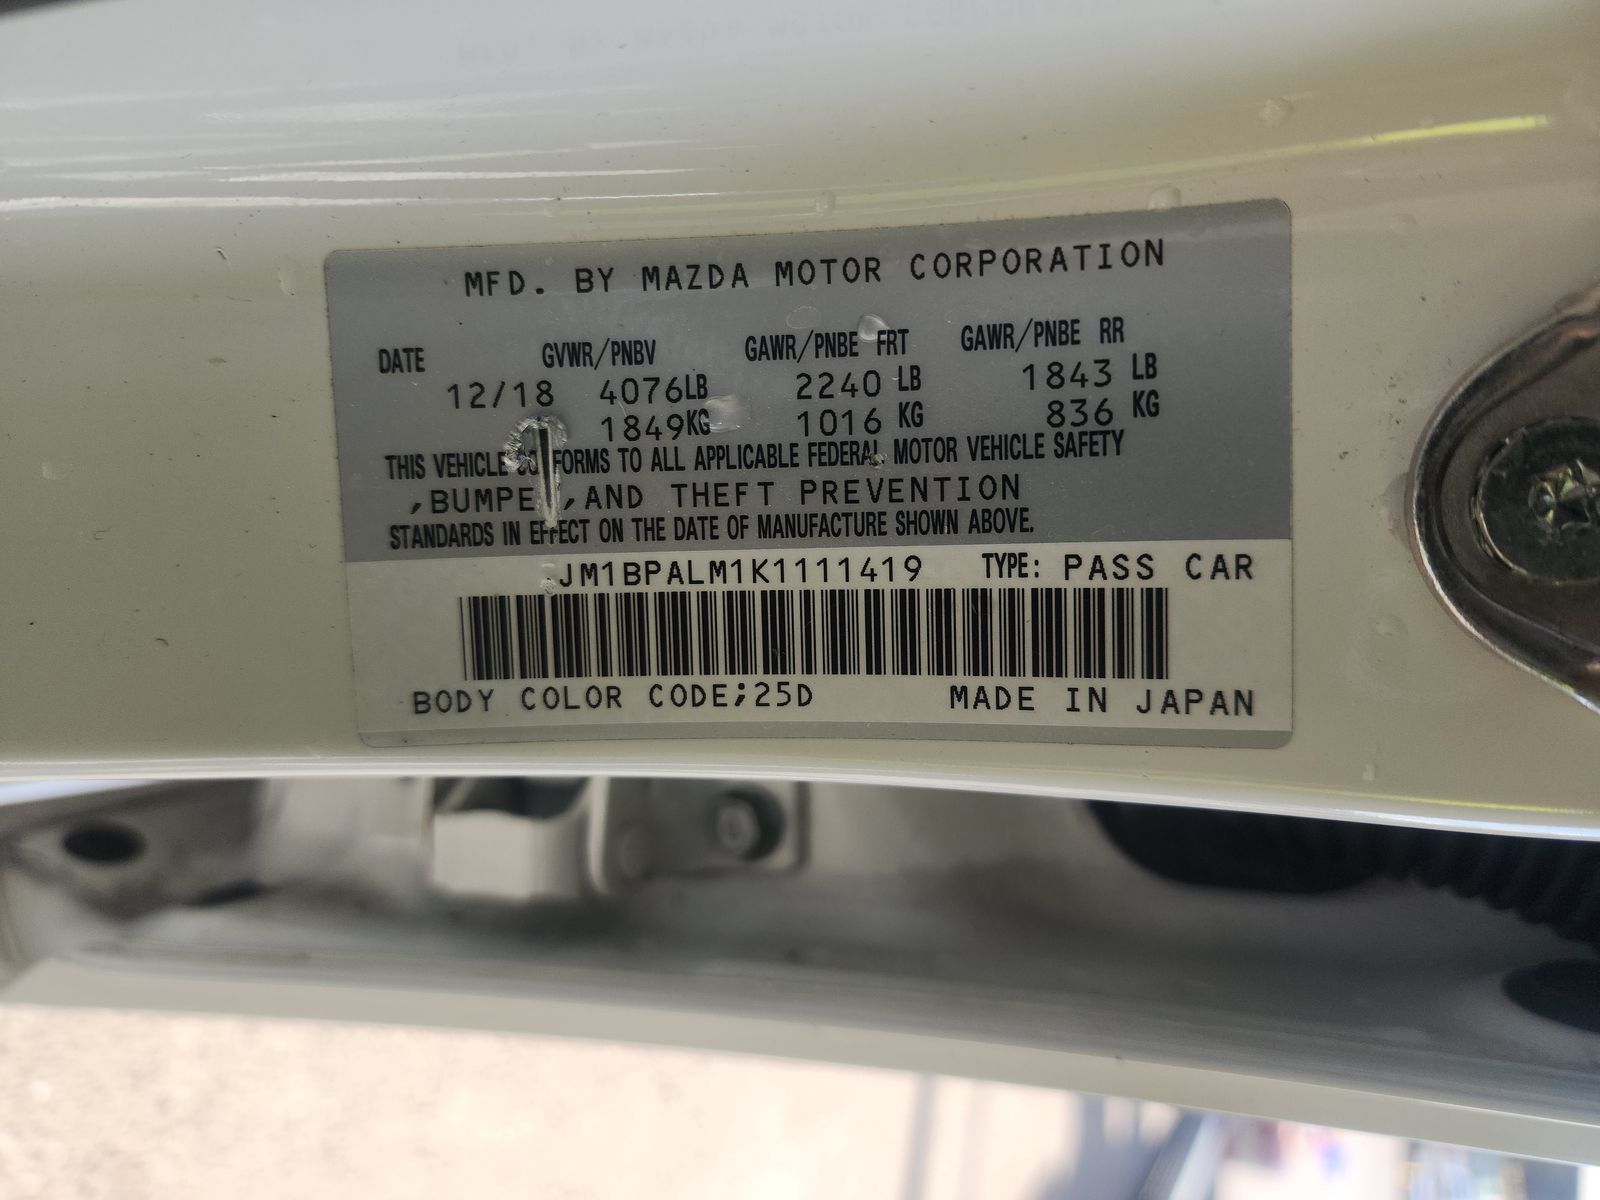 MFD. BY MAZDA MOTOR CORPORATION
DATE GVWR/PNBV GAWR/PNBE FRT GAWR/PNBE RR
12/18 4076LB 2240 LB 1843 LB
1849KG 1016 KG 836 KG
THIS VEHICLE CONFORMS TO ALL APPLICABLE FEDERAL MOTOR VEHICLE SAFETY
,BUMPER,AND THEFT PREVENTION
STANDARDS IN EFFECT ON THE DATE OF MANUFACTURE SHOWN ABOVE.
JM1BPALM1K1111419 TYPE: PASS CAR
BODY COLOR CODE;25D MADE IN JAPAN